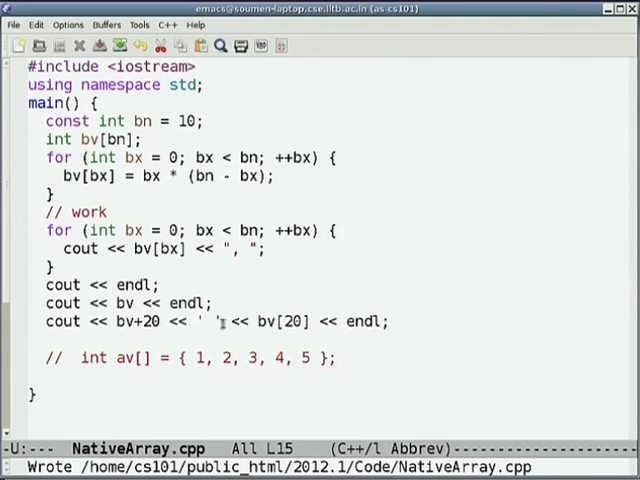 emacs@soumen-laptop.cse.iitb.ac.in (as cs101)
File Edit Options Buffers Tools C++ Help
#include <iostream>
using namespace std;
main() {
const int bn = 10;
int bv[bn];
for (int bx = 0; bx < bn; ++bx) {
bv[bx] = bx * (bn - bx);
}
// work
for (int bx = 0; bx < bn; ++bx) {
cout << bv[bx] << ", ";
}
cout << endl;
cout << bv << endl;
cout << bv+20 << ' ' << bv[20] << endl;
//  int av[] = { 1, 2, 3, 4, 5 };
}
-U:--- NativeArray.cpp All L15 (C++/l Abbrev)--------------------
Wrote /home/cs101/public_html/2012.1/Code/NativeArray.cpp